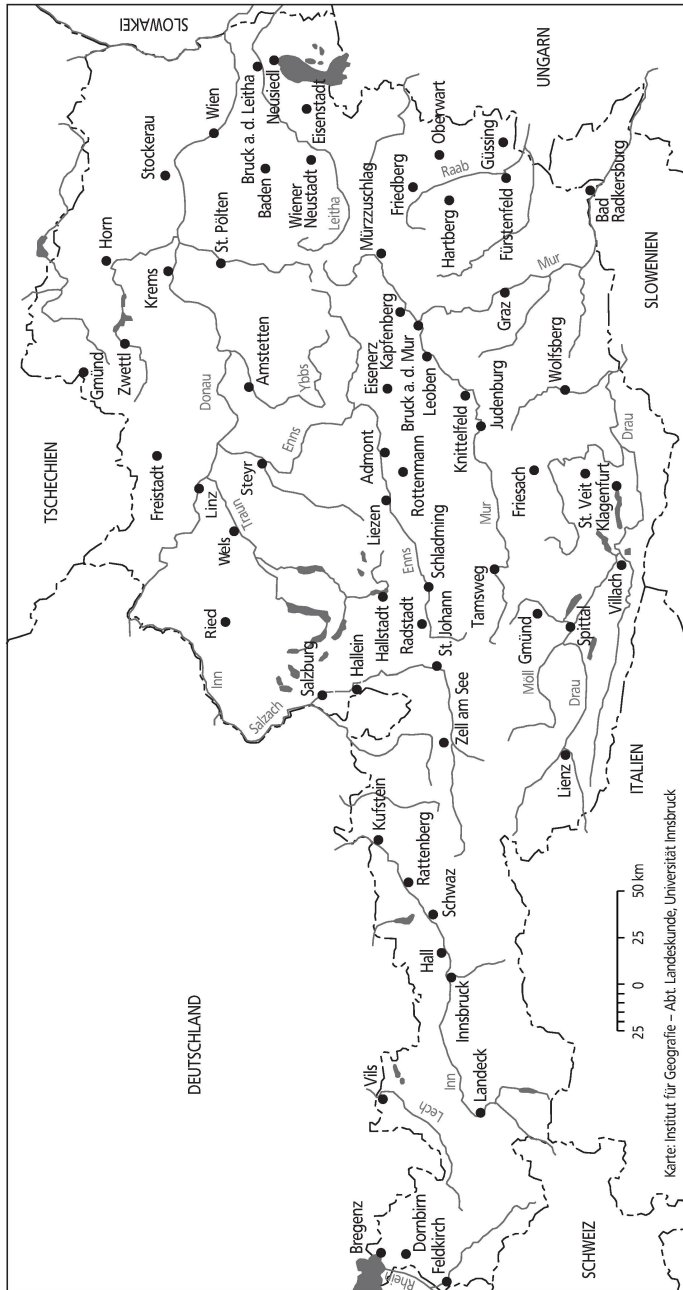 SLOWAKEI
TSCHECHIEN
DEUTSCHLAND
UNGARN
SLOWENIEN
ITALIEN
SCHWEIZ
Gmünd
Zwettl
Horn
Krems
Stockerau
Wien
St. Pölten
Bruck a. d. Leitha
Neusiedl
Baden
Eisenstadt
Wiener
Neustadt
Leitha
Freistadt
Donau
Linz
Amstetten
Ybbs
Enns
Steyr
Traun
Wels
Ried
Inn
Salzach
Salzburg
Hallein
Hallstadt
Radstadt
St. Johann
Schladming
Enns
Liezen
Admont
Rottenmann
Eisenerz
Kapfenberg
Bruck a. d. Mur
Leoben
Mürzzuschlag
Friedberg
Oberwart
Raab
Hartberg
Güssing
Fürstenfeld
Bad
Radkersburg
Mur
Graz
Knittelfeld
Judenburg
Mur
Wolfsberg
Drau
Friesach
St. Veit
Klagenfurt
Tamsweg
Gmünd
Möll
Spittal
Villach
Drau
Lienz
Zell am See
Kufstein
Rattenberg
Schwaz
Hall
Innsbruck
Inn
Landeck
Vils
Lech
Bregenz
Dornbirn
Feldkirch
Rhein
25 0 25 50 km
Karte: Institut für Geografie – Abt. Landeskunde, Universität Innsbruck